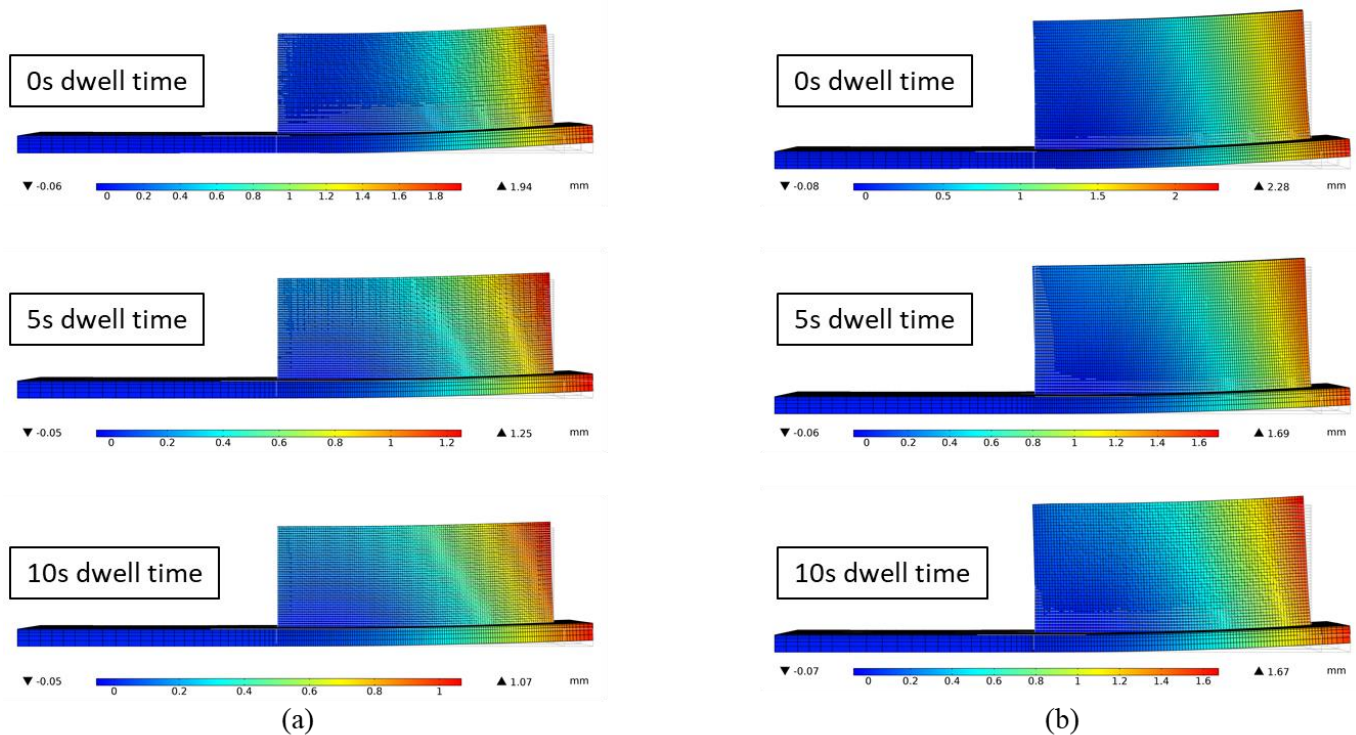 0s dwell time
▼ -0.06 ▲ 1.94 mm
0 0.2 0.4 0.6 0.8 1 1.2 1.4 1.6 1.8
5s dwell time
▼ -0.05 ▲ 1.25 mm
0 0.2 0.4 0.6 0.8 1 1.2
10s dwell time
▼ -0.05 ▲ 1.07 mm
0 0.2 0.4 0.6 0.8 1
(a)
0s dwell time
▼ -0.08 ▲ 2.28 mm
0 0.5 1 1.5 2
5s dwell time
▼ -0.06 ▲ 1.69 mm
0 0.2 0.4 0.6 0.8 1 1.2 1.4 1.6
10s dwell time
▼ -0.07 ▲ 1.67 mm
0 0.2 0.4 0.6 0.8 1 1.2 1.4 1.6
(b)